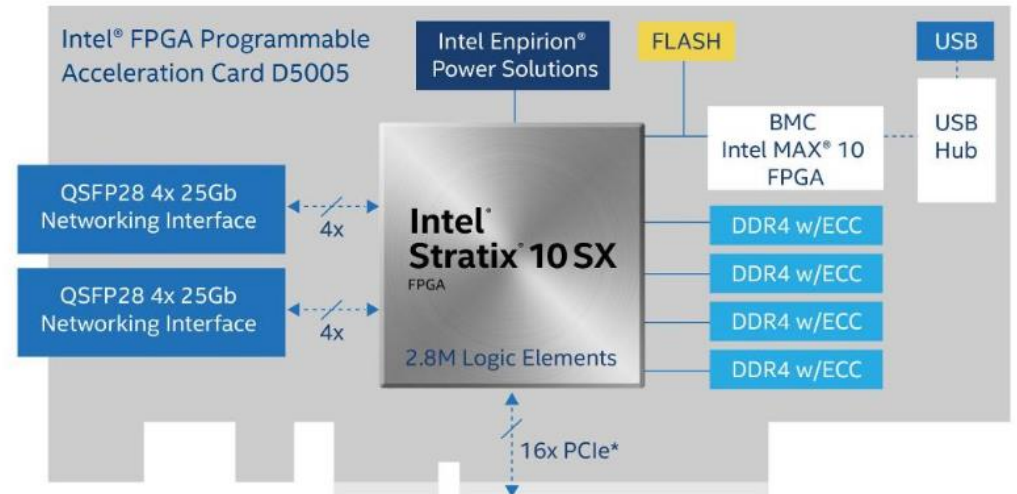 Intel® FPGA Programmable
Acceleration Card D5005
Intel Enpirion®
Power Solutions
FLASH
USB
BMC
Intel MAX® 10
FPGA
USB
Hub
QSFP28 4x 25Gb
Networking Interface
4x
QSFP28 4x 25Gb
Networking Interface
4x
Intel®
Stratix® 10 SX
FPGA
2.8M Logic Elements
DDR4 w/ECC
DDR4 w/ECC
DDR4 w/ECC
DDR4 w/ECC
16x PCIe*